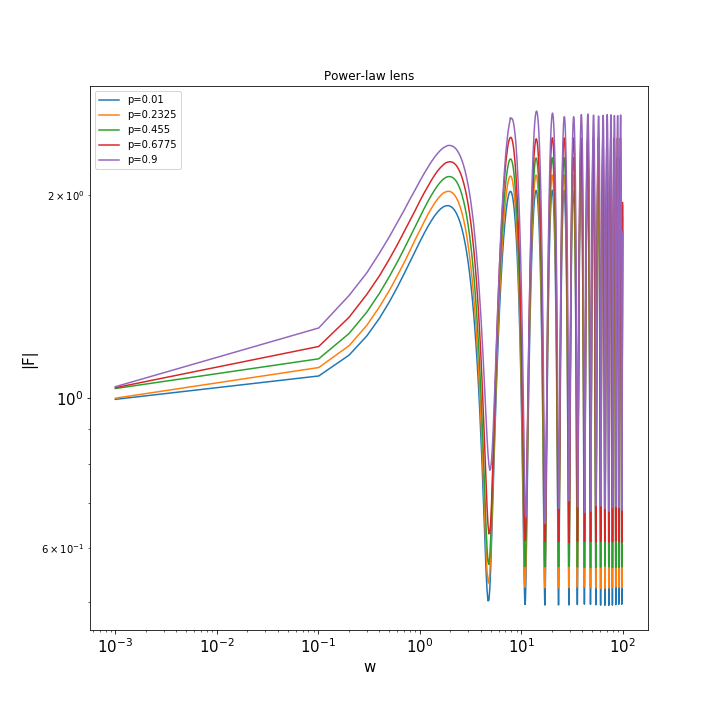 Power-law lens
p=0.01
p=0.2325
p=0.455
p=0.6775
p=0.9
2 × 10⁰
10⁰
6 × 10⁻¹
|F|
10⁻³ 10⁻² 10⁻¹ 10⁰ 10¹ 10²
w